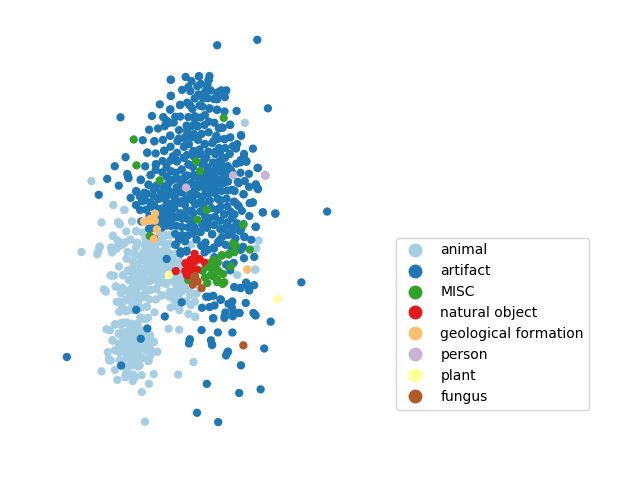 animal
artifact
MISC
natural object
geological formation
person
plant
fungus